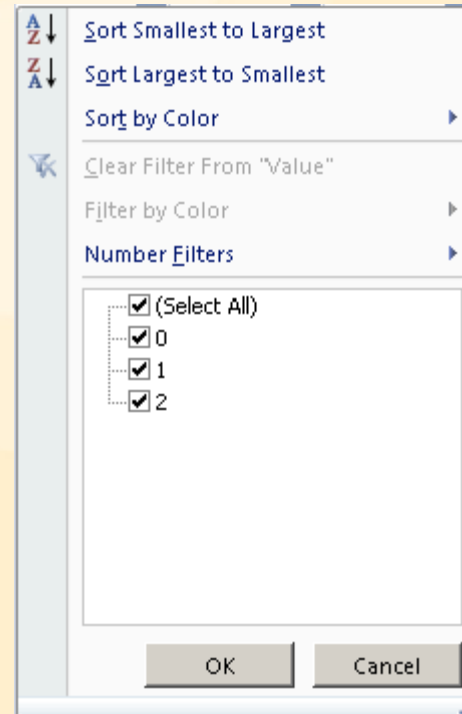 Sort Smallest to Largest
Sort Largest to Smallest
Sort by Color
Clear Filter From "Value"
Filter by Color
Number Filters
(Select All)
0
1
2
OK Cancel